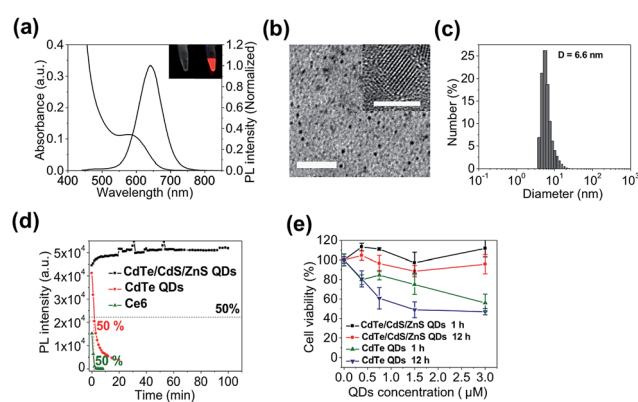 (a)
0.4
0.3
0.2
0.1
0.0
Absorbance (a.u.)
400 500 600 700 800
Wavelength (nm)
1.2
1.0
0.8
0.6
0.4
0.2
0.0
PL intensity (Normalized)
(b)
(c)
D = 6.6 nm
25
20
15
10
5
0
Number (%)
10⁻¹ 10⁰ 10¹ 10² 10³
Diameter (nm)
(d)
5x10⁴
4x10⁴
3x10⁴
2x10⁴
1x10⁴
0
PL intensity (a.u.)
CdTe/CdS/ZnS QDs
CdTe QDs
Ce6
50%
50 %
50 %
0 20 40 60 80 100
Time (min)
(e)
120
100
80
60
40
20
0
Cell viability (%)
CdTe/CdS/ZnS QDs 1 h
CdTe/CdS/ZnS QDs 12 h
CdTe QDs 1 h
CdTe QDs 12 h
0.0 0.5 1.0 1.5 2.0 2.5 3.0
QDs concentration ( μM)